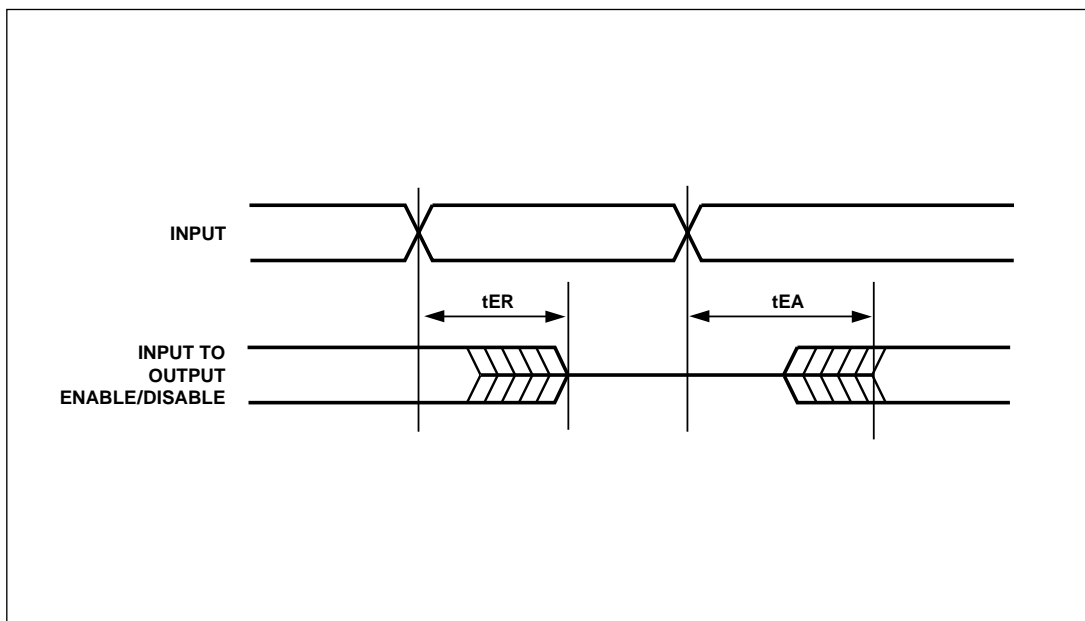 INPUT
tER
tEA
INPUT TO
OUTPUT
ENABLE/DISABLE